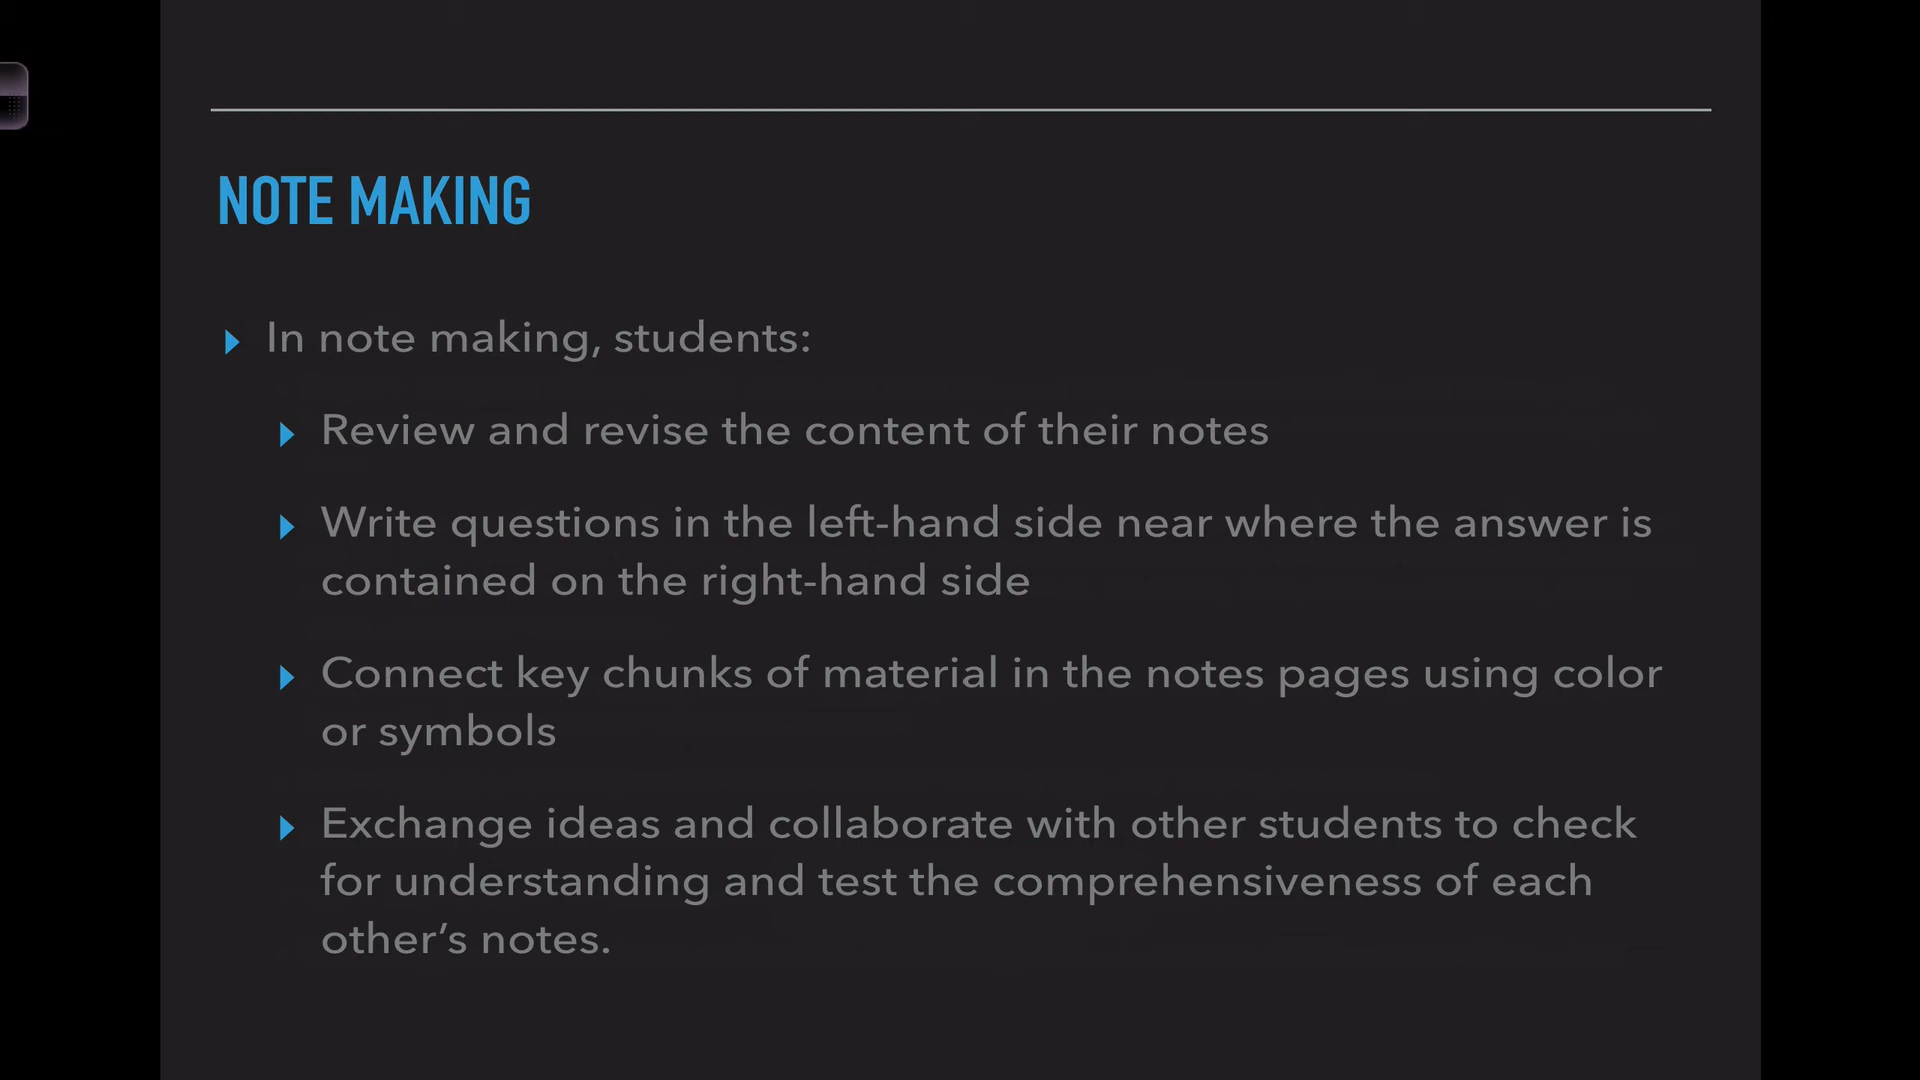 NOTE MAKING
In note making, students:
Review and revise the content of their notes
Write questions in the left-hand side near where the answer is
contained on the right-hand side
Connect key chunks of material in the notes pages using color
or symbols
Exchange ideas and collaborate with other students to check
for understanding and test the comprehensiveness of each
other’s notes.